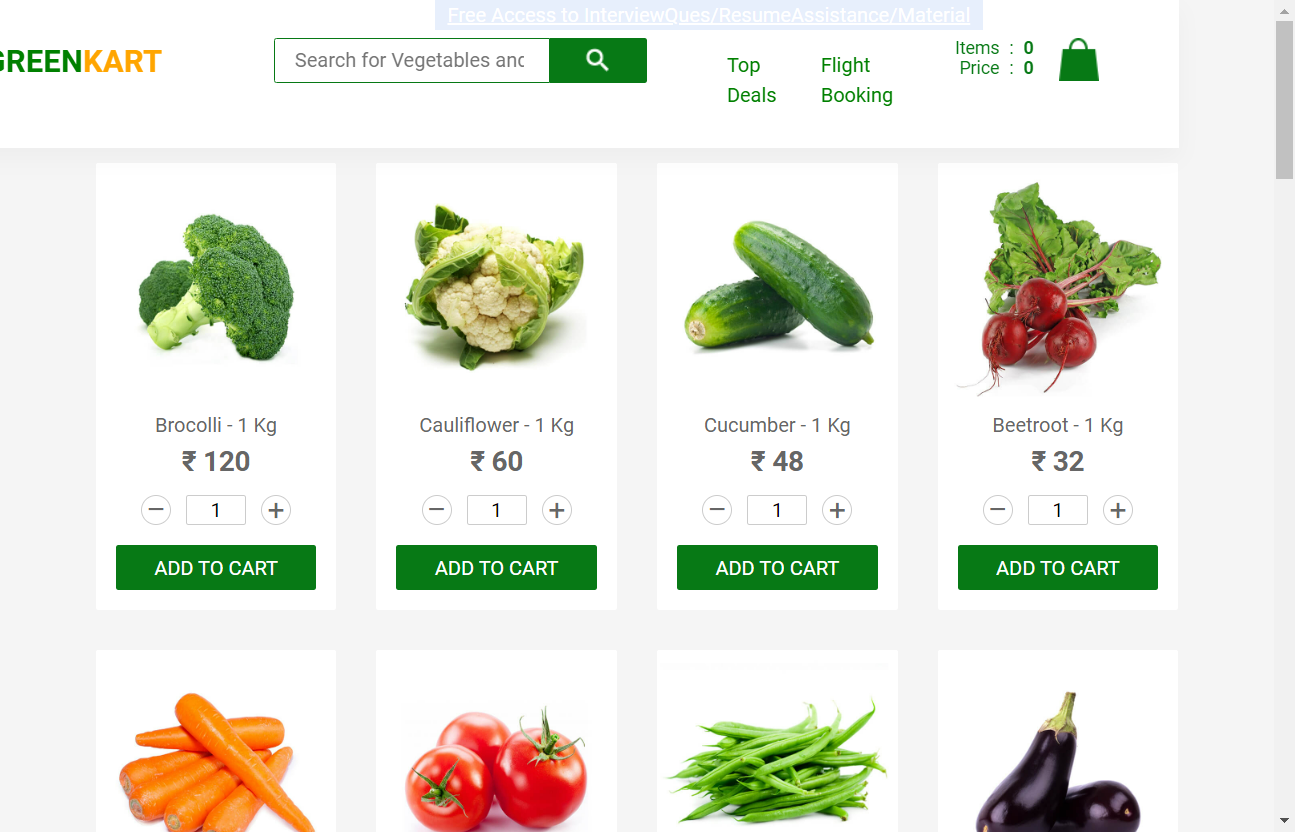 Free Access to InterviewQues/ResumeAssistance/Material
GREENKART
Search for Vegetables and
Top Deals
Flight Booking
Items : 0
Price : 0
Brocolli - 1 Kg
₹ 120
− 1 +
ADD TO CART
Cauliflower - 1 Kg
₹ 60
− 1 +
ADD TO CART
Cucumber - 1 Kg
₹ 48
− 1 +
ADD TO CART
Beetroot - 1 Kg
₹ 32
− 1 +
ADD TO CART